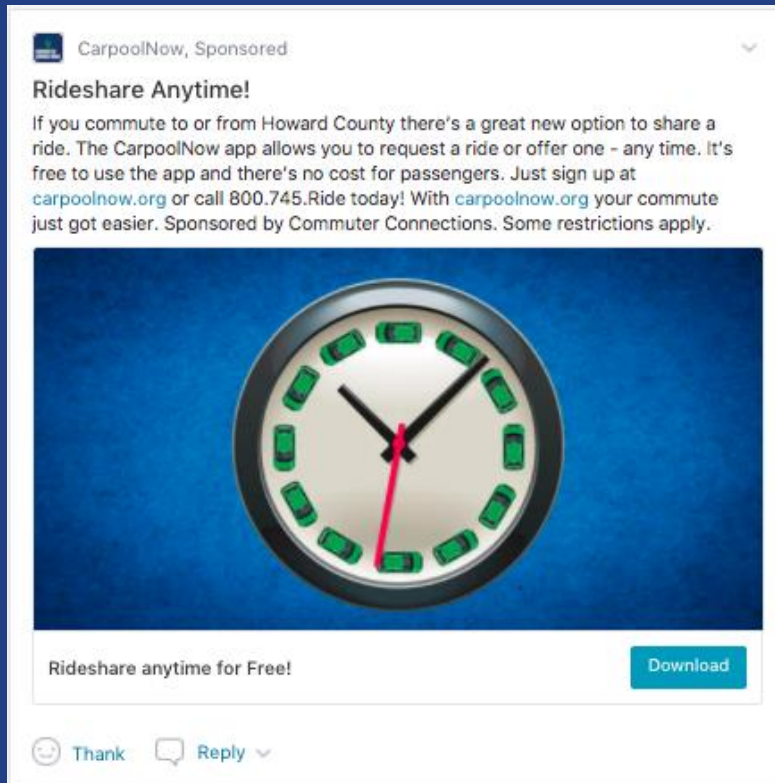 CarpoolNow, Sponsored
Rideshare Anytime!
If you commute to or from Howard County there's a great new option to share a
ride. The CarpoolNow app allows you to request a ride or offer one - any time. It's
free to use the app and there's no cost for passengers. Just sign up at
carpoolnow.org or call 800.745.Ride today! With carpoolnow.org your commute
just got easier. Sponsored by Commuter Connections. Some restrictions apply.
Rideshare anytime for Free!
Download
Thank
Reply